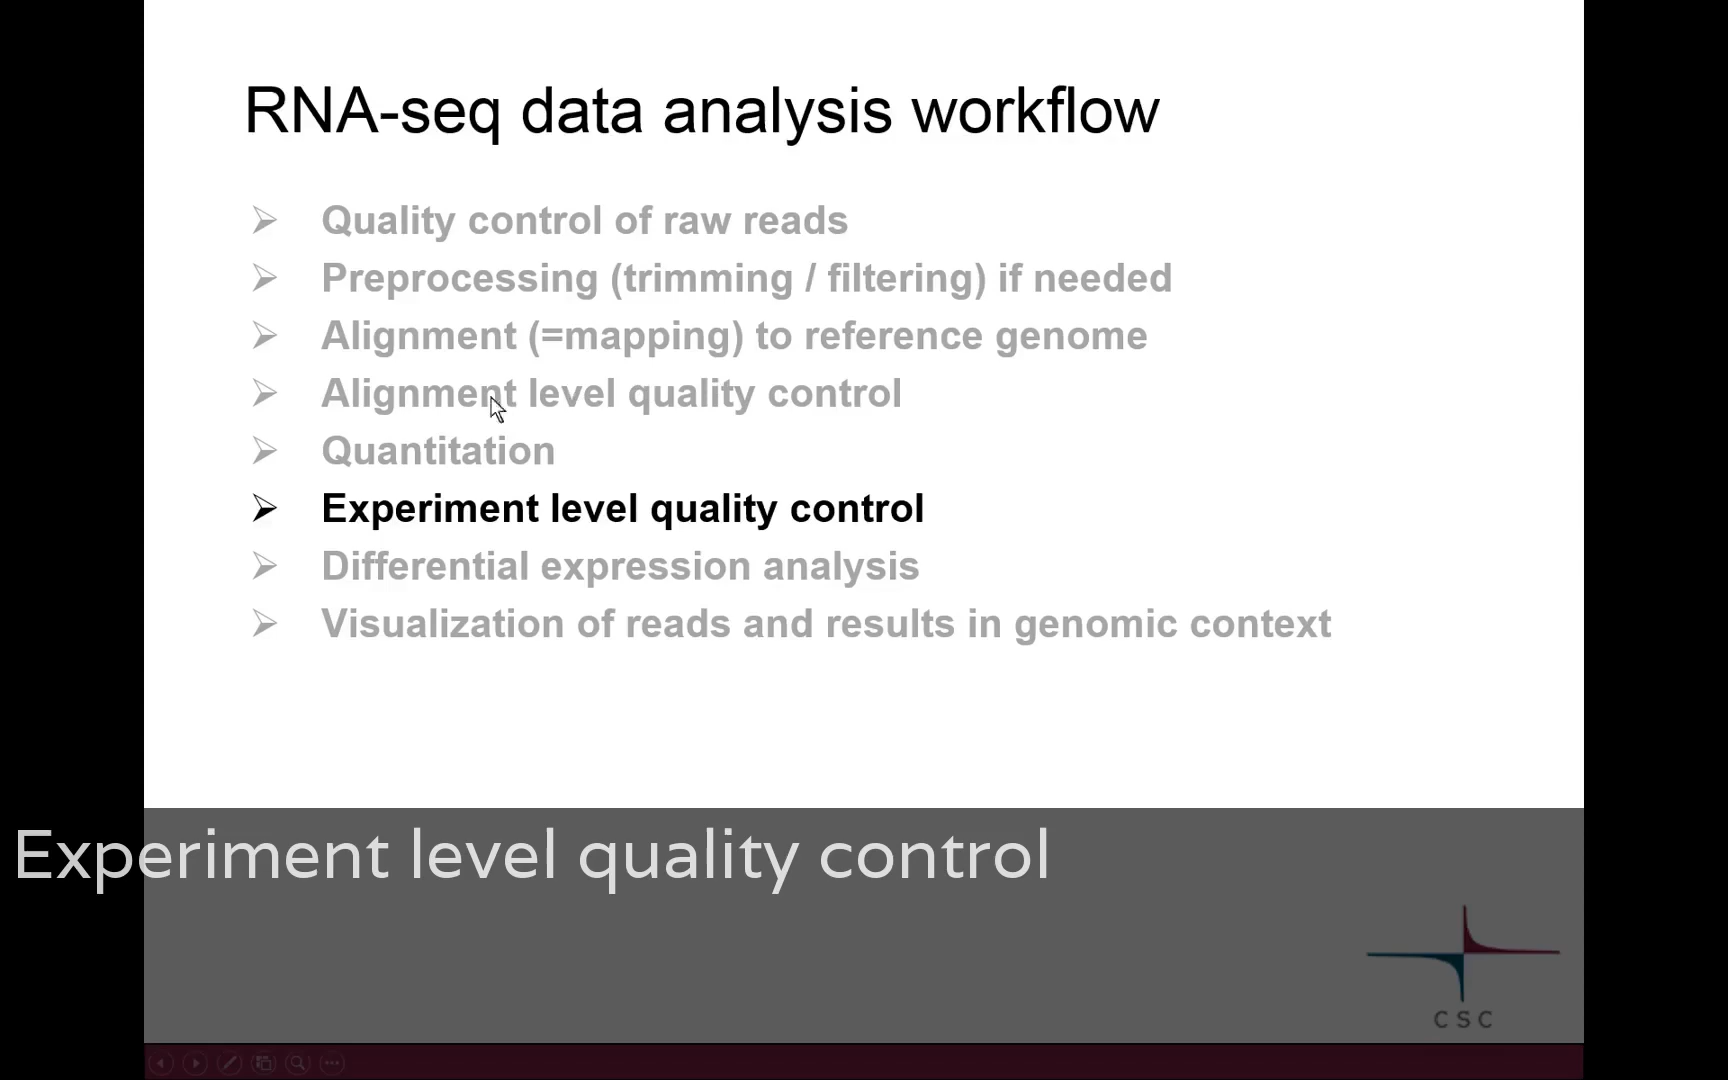 RNA-seq data analysis workflow
Quality control of raw reads
Preprocessing (trimming / filtering) if needed
Alignment (=mapping) to reference genome
Alignment level quality control
Quantitation
Experiment level quality control
Differential expression analysis
Visualization of reads and results in genomic context
Experiment level quality control
CSC